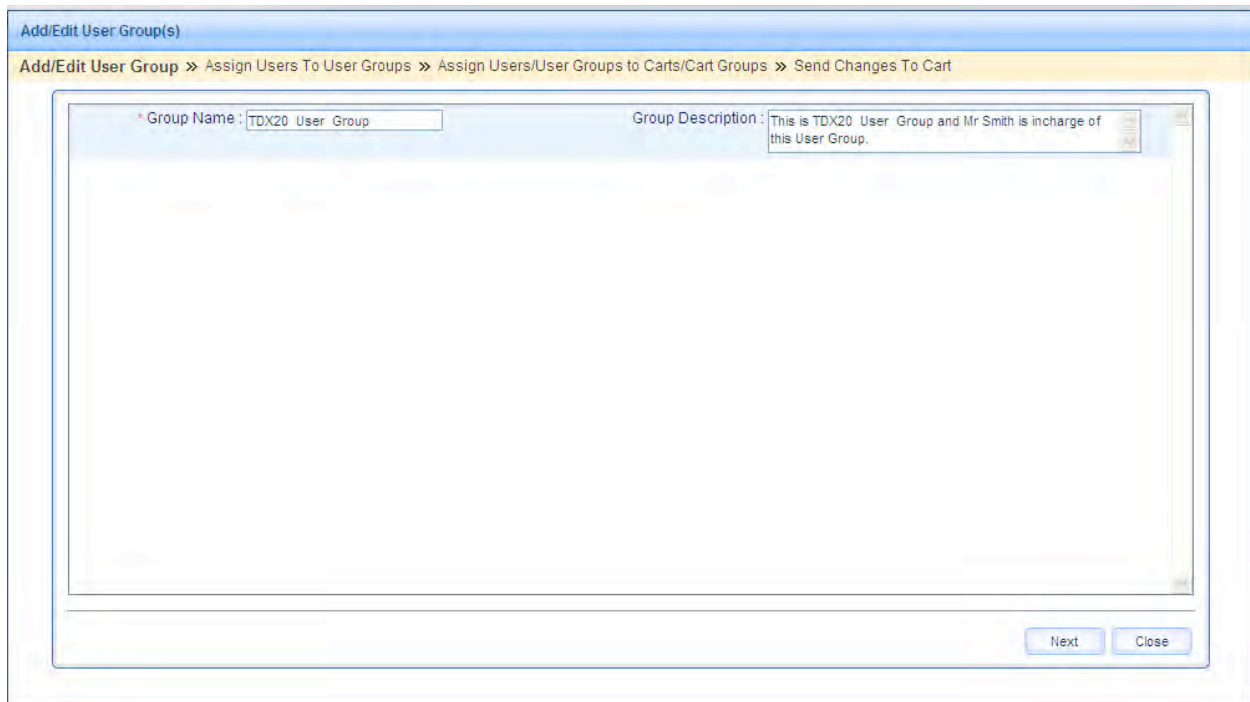 Add/Edit User Group(s)
Add/Edit User Group » Assign Users To User Groups » Assign Users/User Groups to Carts/Cart Groups » Send Changes To Cart
* Group Name : TDX20 User Group Group Description : This is TDX20 User Group and Mr Smith is incharge of
this User Group.
Next Close